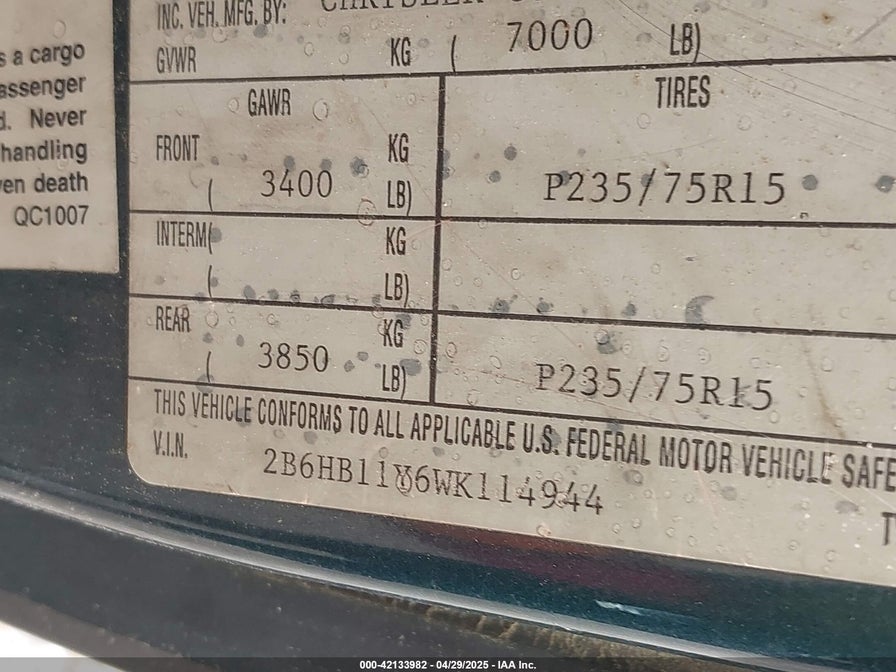 INC. VEH. MFG. BY: CHRYSLER
GVWR KG ( 7000 LB)
GAWR TIRES
FRONT KG
( 3400 LB) P235/75R15
INTERM( KG
( LB)
REAR KG
( 3850 LB) P235/75R15
THIS VEHICLE CONFORMS TO ALL APPLICABLE U.S. FEDERAL MOTOR VEHICLE SAFE
V.I.N. 2B6HB11Y6WK114944
T
s a cargo
assenger
d. Never
handling
ven death
QC1007
000-42133982 - 04/29/2025 - IAA Inc.